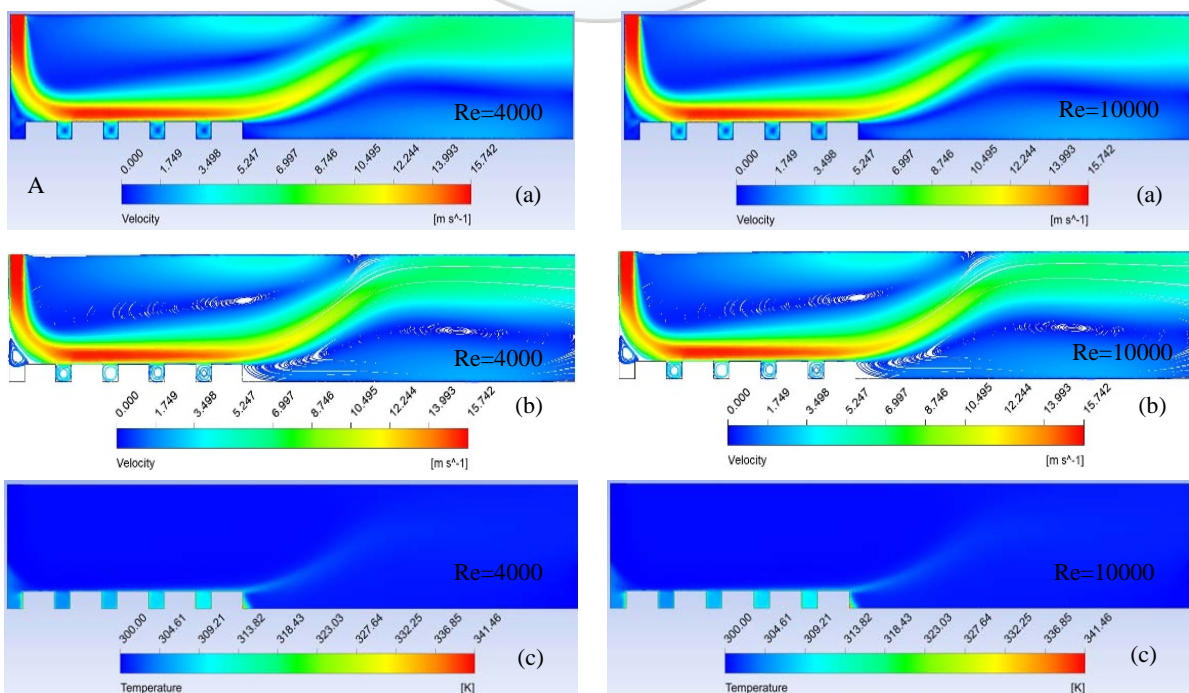 Re=4000
0.000 1.749 3.498 5.247 6.997 8.746 10.495 12.244 13.993 15.742
A
(a)
Velocity [m s^-1]
Re=10000
0.000 1.749 3.498 5.247 6.997 8.746 10.495 12.244 13.993 15.742
(a)
Velocity [m s^-1]
Re=4000
0.000 1.749 3.498 5.247 6.997 8.746 10.495 12.244 13.993 15.742
(b)
Velocity [m s^-1]
Re=10000
0.000 1.749 3.498 5.247 6.997 8.746 10.495 12.244 13.993 15.742
(b)
Velocity [m s^-1]
Re=4000
300.00 304.61 309.21 313.82 318.43 323.03 327.64 332.25 336.85 341.46
(c)
Temperature [K]
Re=10000
300.00 304.61 309.21 313.82 318.43 323.03 327.64 332.25 336.85 341.46
(c)
Temperature [K]